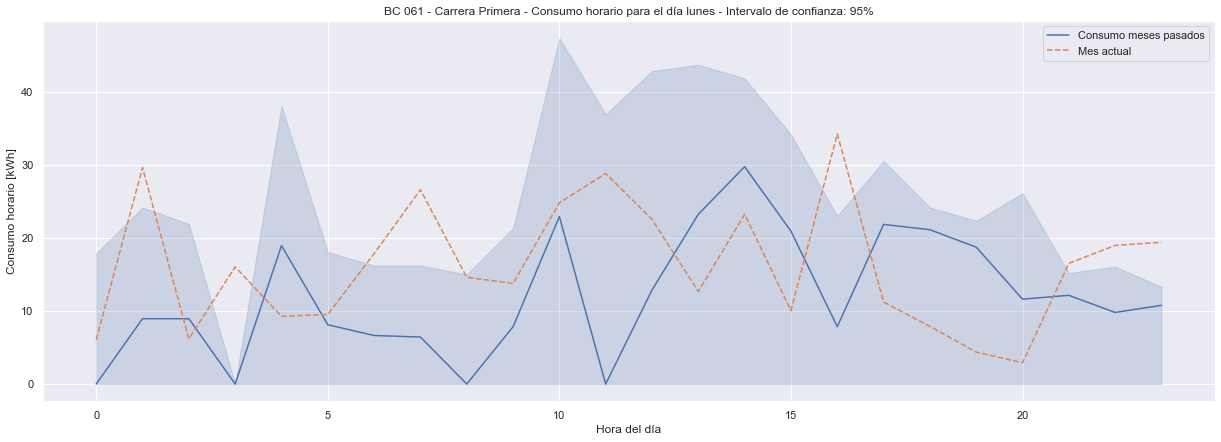 BC 061 - Carrera Primera - Consumo horario para el día lunes - Intervalo de confianza: 95%
Consumo meses pasados
Mes actual
Consumo horario [kWh]
40
30
20
10
0
0 5 10 15 20
Hora del día